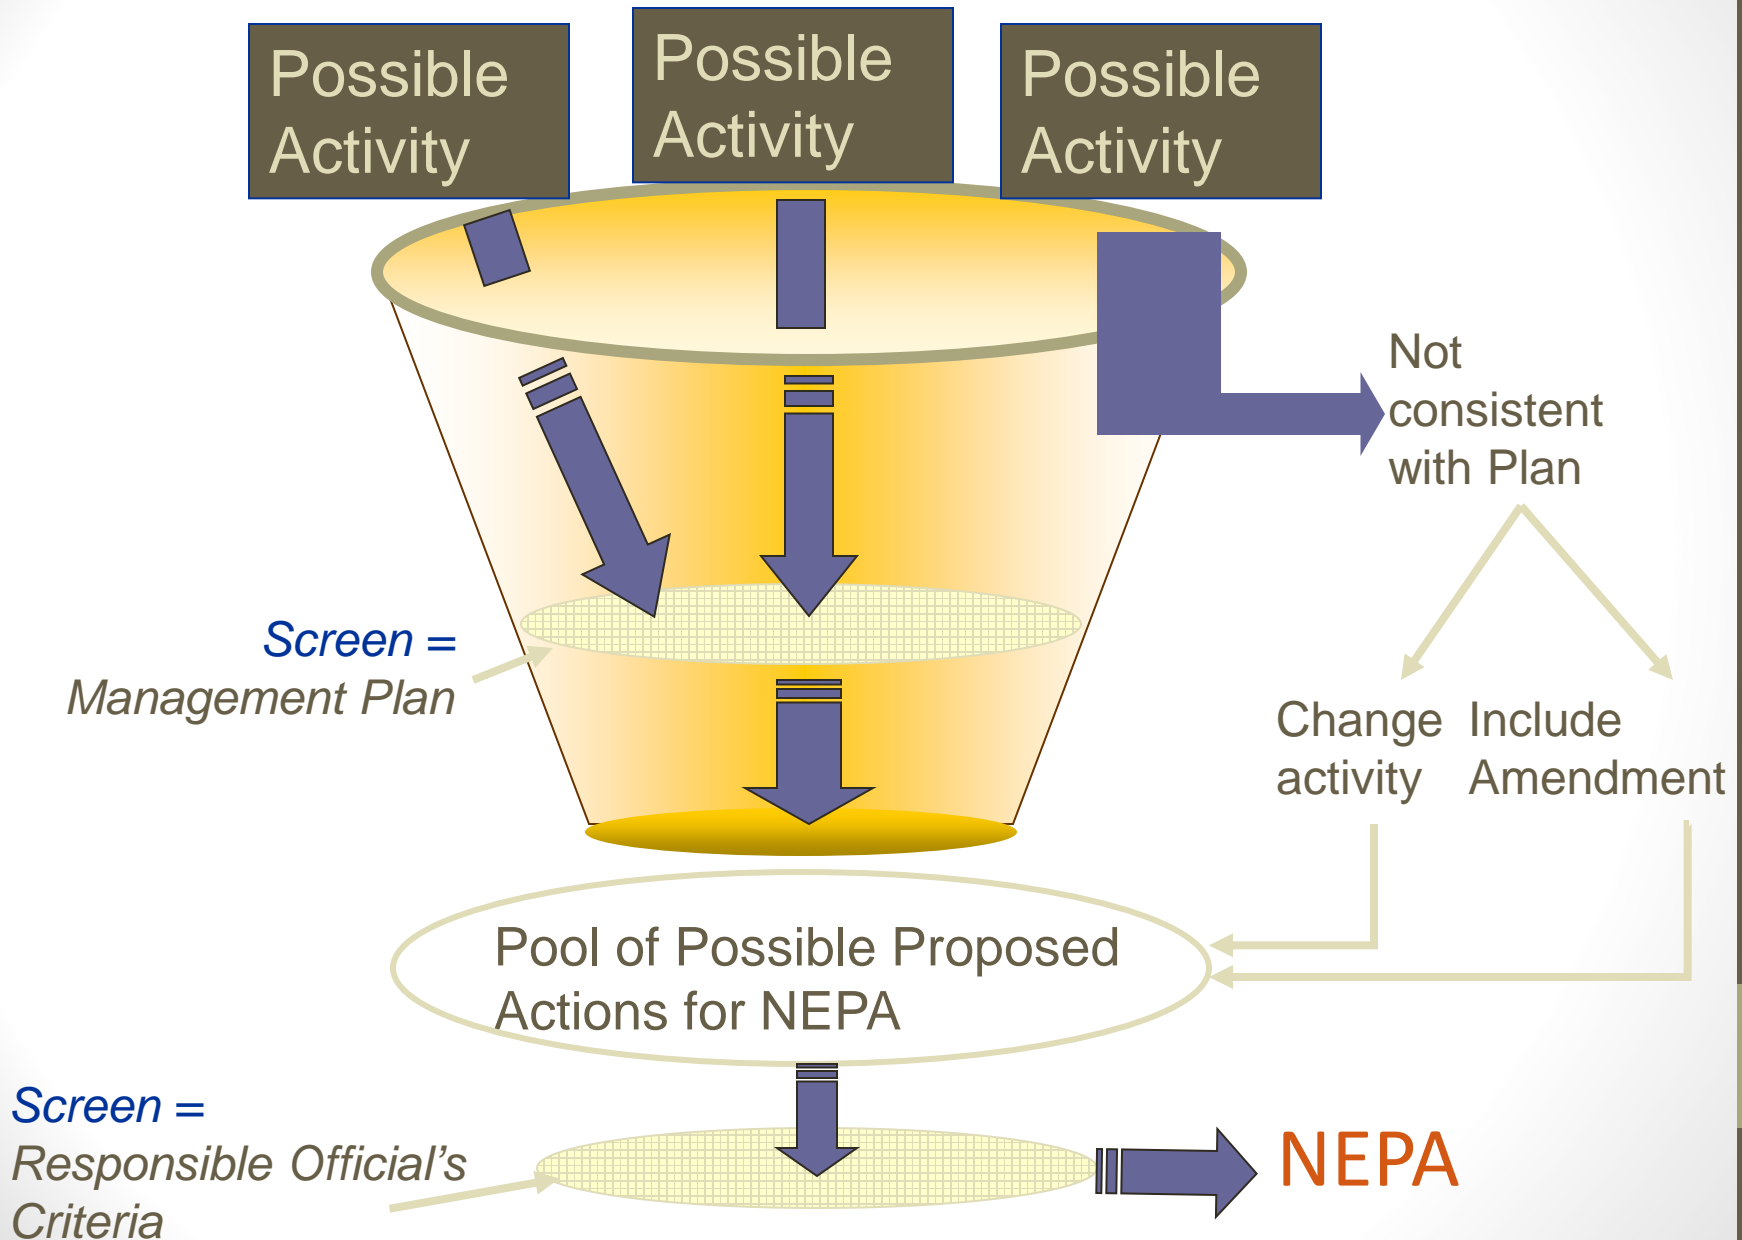 Possible
Activity
Possible
Activity
Possible
Activity
Not
consistent
with Plan
Screen =
Management Plan
Change
activity
Include
Amendment
Pool of Possible Proposed
Actions for NEPA
Screen =
Responsible Official’s
Criteria
NEPA